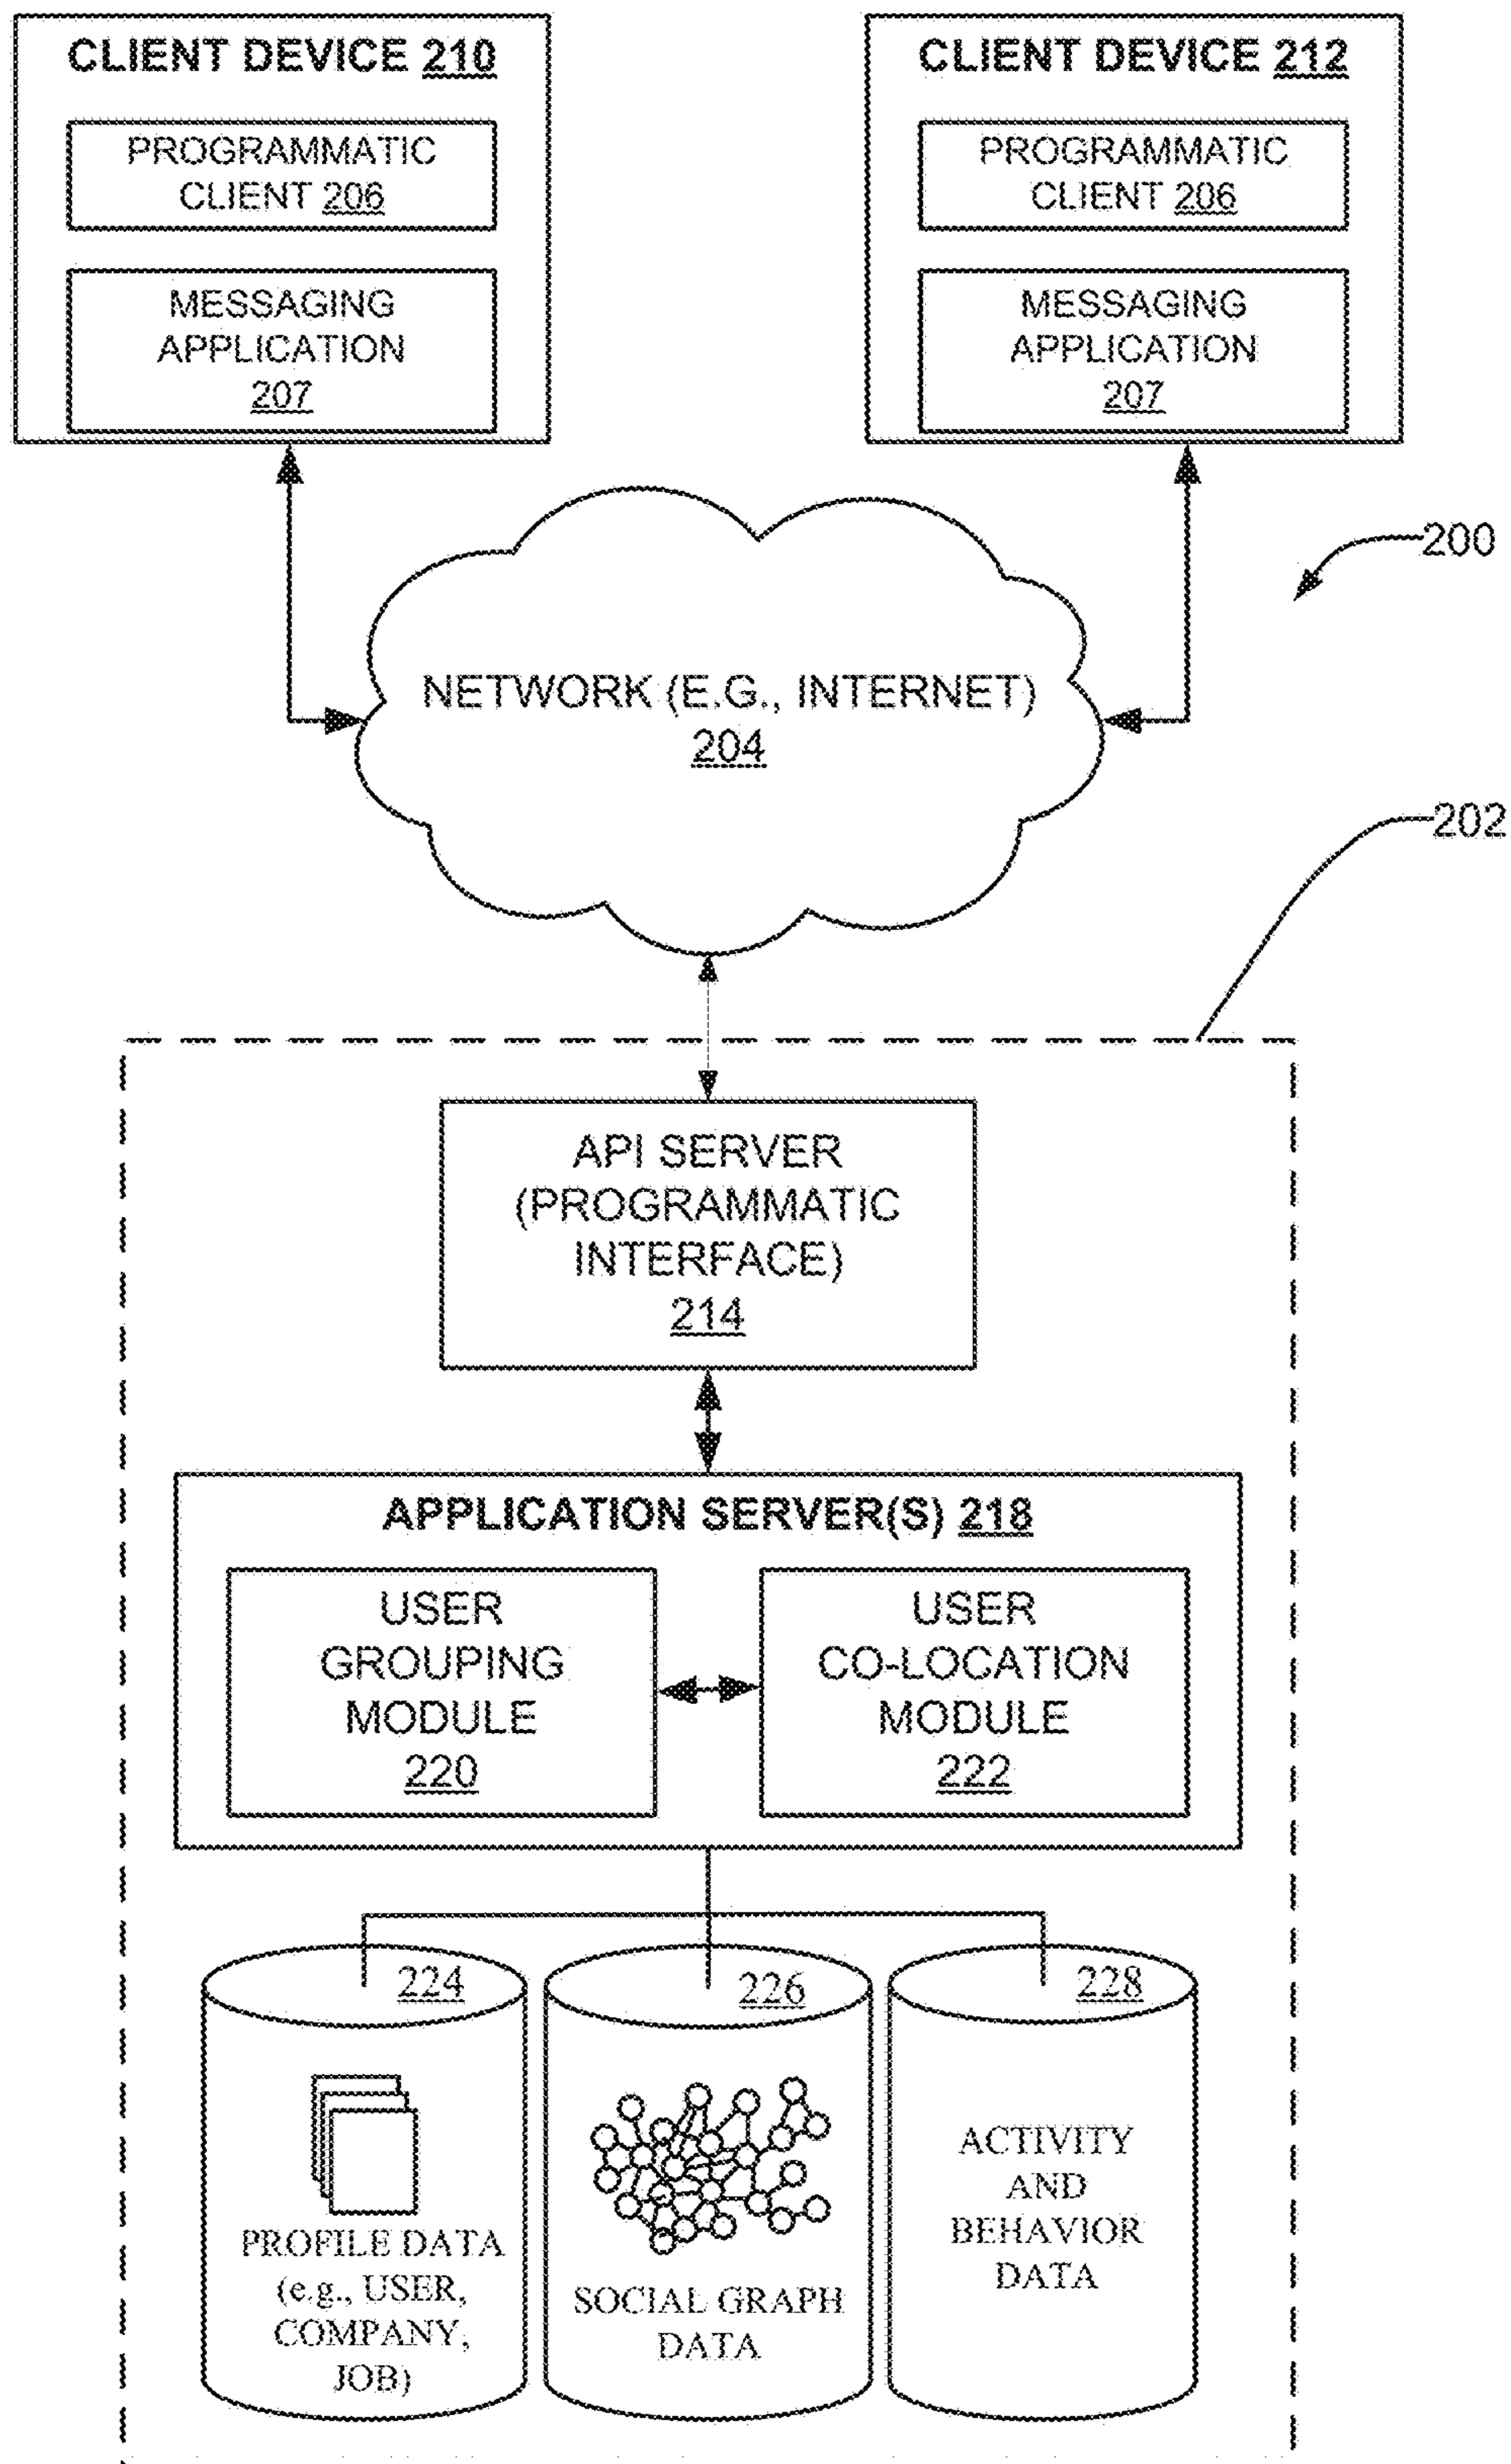 CLIENT DEVICE 210
PROGRAMMATIC
CLIENT 206
MESSAGING
APPLICATION
207
CLIENT DEVICE 212
PROGRAMMATIC
CLIENT 206
MESSAGING
APPLICATION
207
200
NETWORK (E.G., INTERNET)
204
202
API SERVER
(PROGRAMMATIC
INTERFACE)
214
APPLICATION SERVER(S) 218
USER
GROUPING
MODULE
220
USER
CO-LOCATION
MODULE
222
224
PROFILE DATA
(e.g., USER,
COMPANY,
JOB)
226
SOCIAL GRAPH
DATA
228
ACTIVITY
AND
BEHAVIOR
DATA